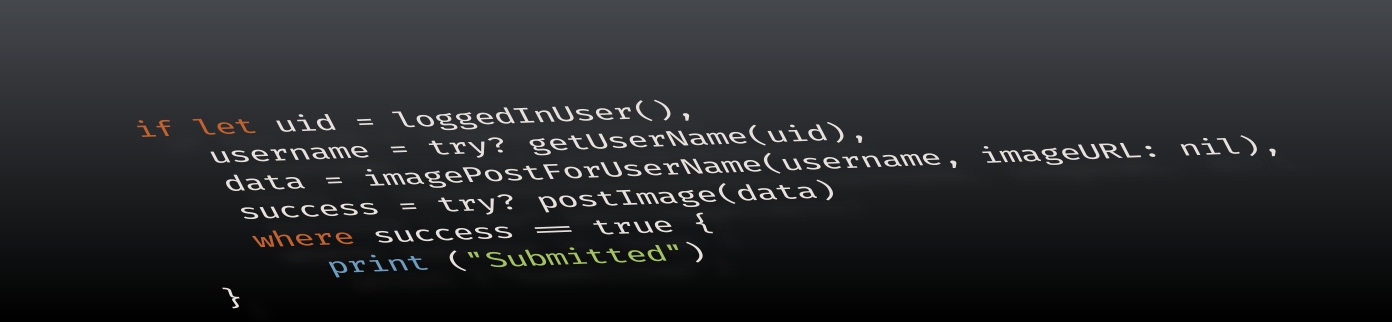 if let uid = loggedInUser(),
username = try? getUserName(uid),
data = imagePostForUserName(username, imageURL: nil),
success = try? postImage(data)
where success == true {
print ("Submitted")
}